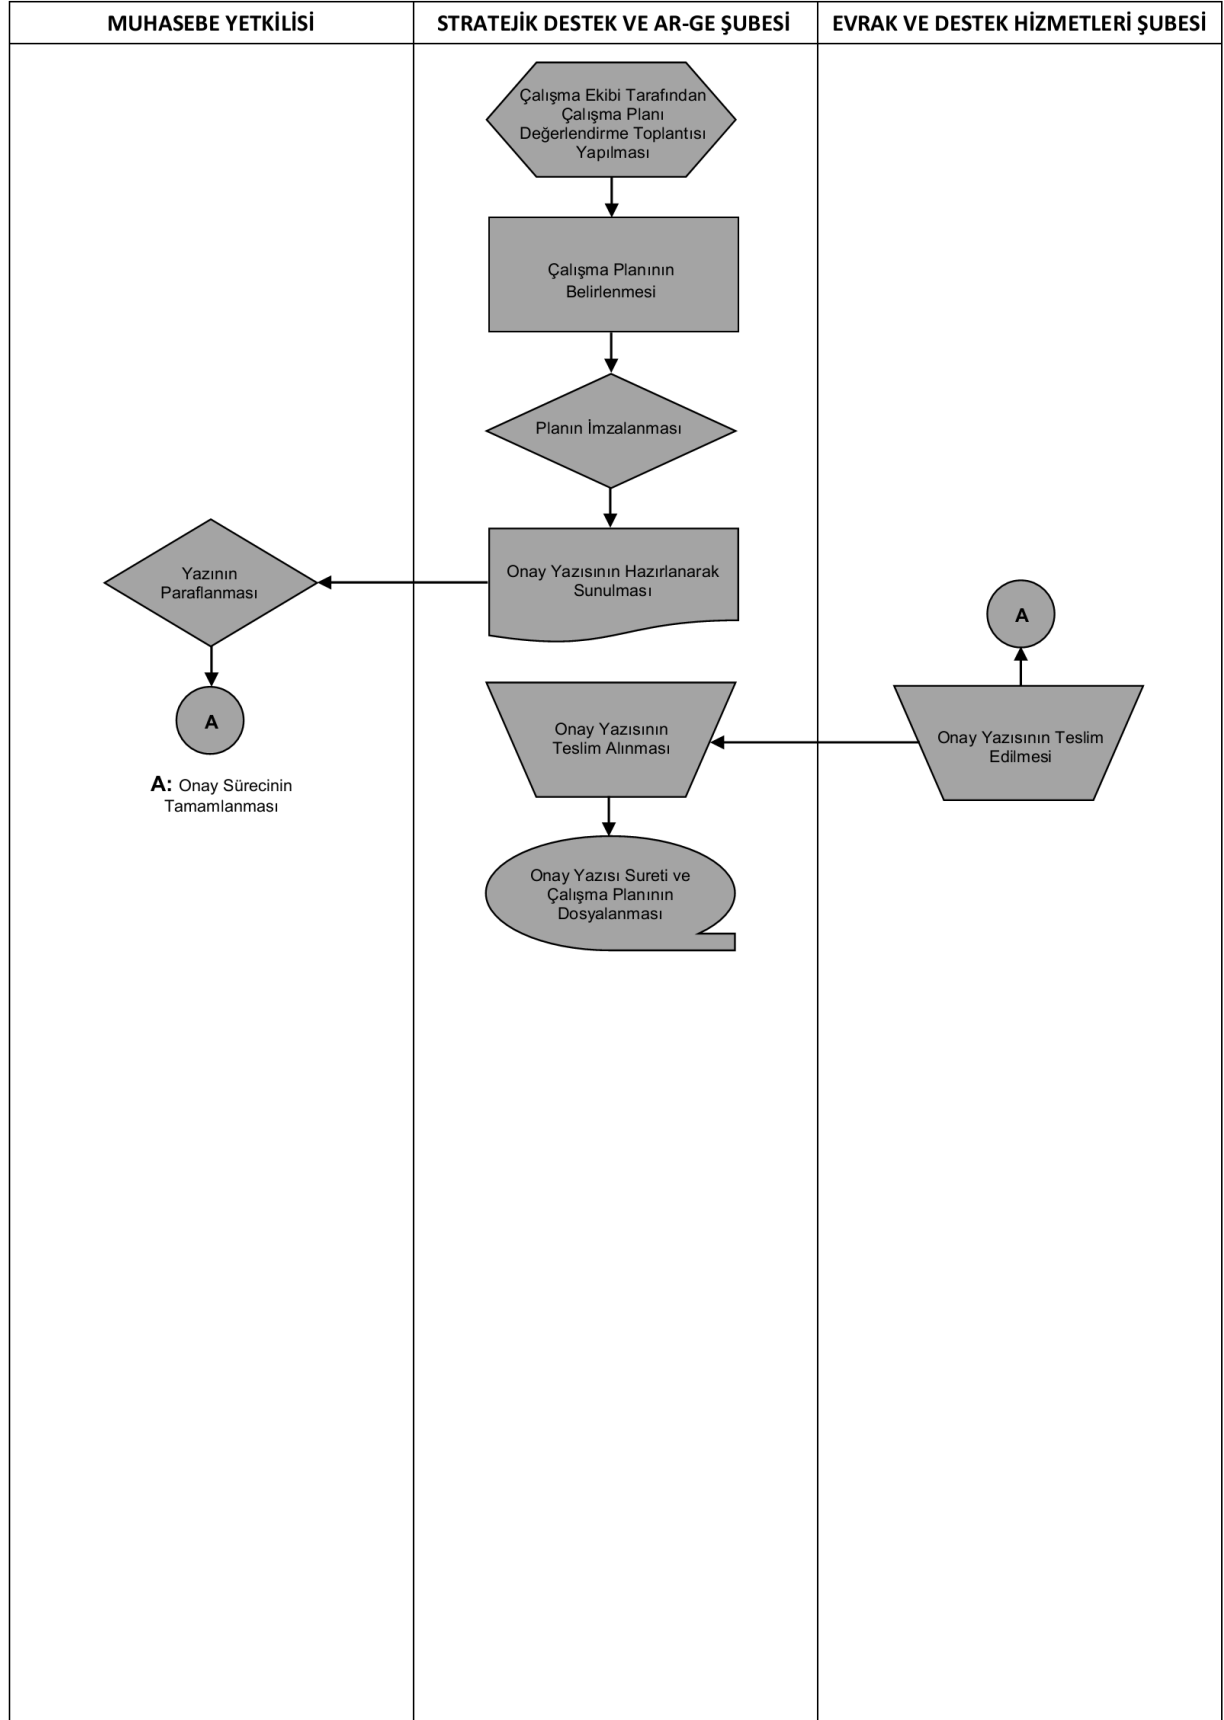 MUHASEBE YETKİLİSİ
STRATEJİK DESTEK VE AR-GE ŞUBESİ
EVRAK VE DESTEK HİZMETLERİ ŞUBESİ
Çalışma Ekibi Tarafından
Çalışma Planı
Değerlendirme Toplantısı
Yapılması
Çalışma Planının
Belirlenmesi
Planın İmzalanması
Onay Yazısının Hazırlanarak
Sunulması
Yazının
Paraflanması
A
A: Onay Sürecinin
Tamamlanması
A
Onay Yazısının Teslim
Edilmesi
Onay Yazısının
Teslim Alınması
Onay Yazısı Sureti ve
Çalışma Planının
Dosyalanması